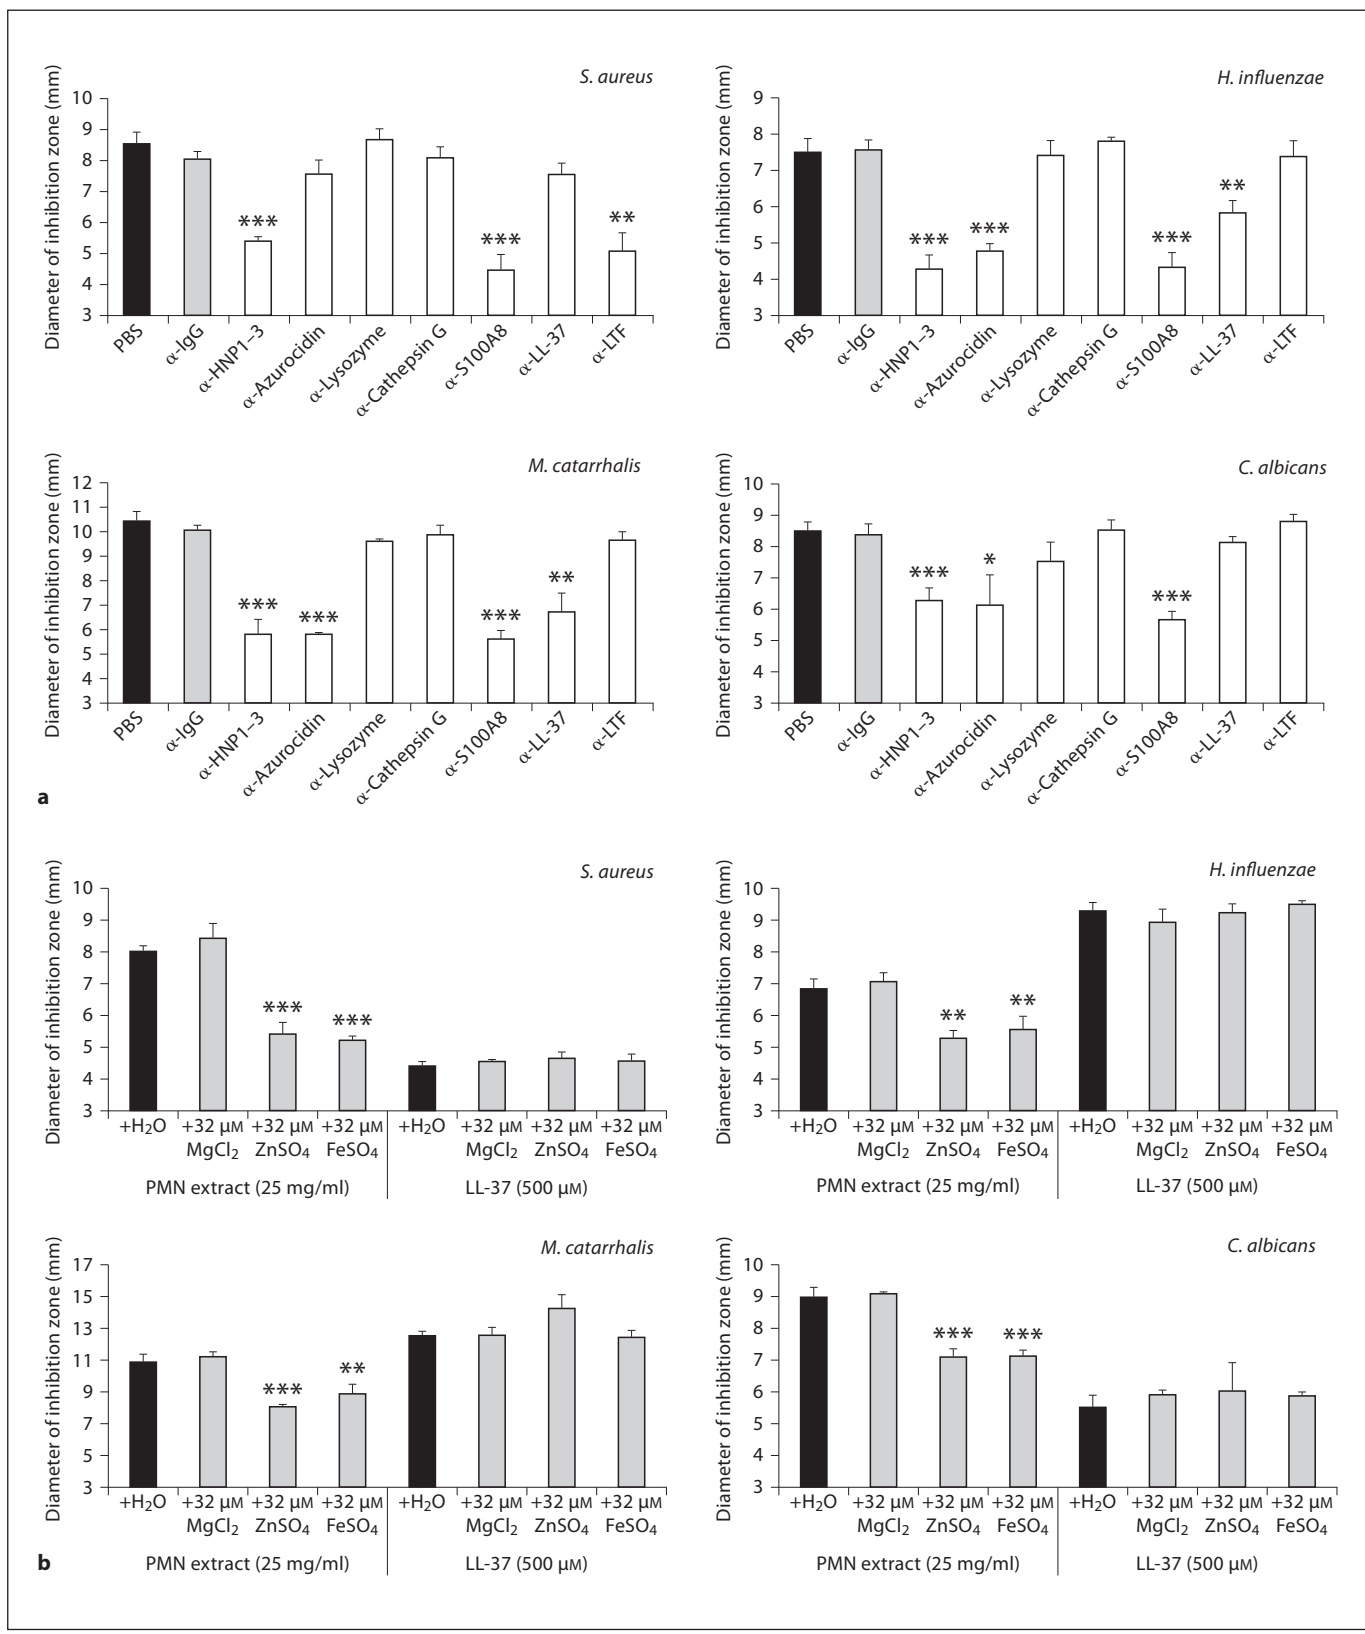 S. aureus
Diameter of inhibition zone (mm)
10
9
8
7
6
5
4
3
***
***
**
PBS
α-IgG
α-HNP1–3
α-Azurocidin
α-Lysozyme
α-Cathepsin G
α-S100A8
α-LL-37
α-LTF
H. influenzae
Diameter of inhibition zone (mm)
9
8
7
6
5
4
3
***
***
***
**
PBS
α-IgG
α-HNP1–3
α-Azurocidin
α-Lysozyme
α-Cathepsin G
α-S100A8
α-LL-37
α-LTF
M. catarrhalis
Diameter of inhibition zone (mm)
12
11
10
9
8
7
6
5
4
3
***
***
***
**
PBS
α-IgG
α-HNP1–3
α-Azurocidin
α-Lysozyme
α-Cathepsin G
α-S100A8
α-LL-37
α-LTF
C. albicans
Diameter of inhibition zone (mm)
10
9
8
7
6
5
4
3
***
*
***
PBS
α-IgG
α-HNP1–3
α-Azurocidin
α-Lysozyme
α-Cathepsin G
α-S100A8
α-LL-37
α-LTF
a
S. aureus
Diameter of inhibition zone (mm)
10
9
8
7
6
5
4
3
***
***
+H₂O +32 μM +32 μM +32 μM +H₂O +32 μM +32 μM +32 μM
MgCl₂ ZnSO₄ FeSO₄ MgCl₂ ZnSO₄ FeSO₄
PMN extract (25 mg/ml) LL-37 (500 μM)
H. influenzae
Diameter of inhibition zone (mm)
10
9
8
7
6
5
4
3
**
**
+H₂O +32 μM +32 μM +32 μM +H₂O +32 μM +32 μM +32 μM
MgCl₂ ZnSO₄ FeSO₄ MgCl₂ ZnSO₄ FeSO₄
PMN extract (25 mg/ml) LL-37 (500 μM)
M. catarrhalis
Diameter of inhibition zone (mm)
17
15
13
11
9
7
5
3
***
**
+H₂O +32 μM +32 μM +32 μM +H₂O +32 μM +32 μM +32 μM
MgCl₂ ZnSO₄ FeSO₄ MgCl₂ ZnSO₄ FeSO₄
PMN extract (25 mg/ml) LL-37 (500 μM)
C. albicans
Diameter of inhibition zone (mm)
10
9
8
7
6
5
4
3
***
***
+H₂O +32 μM +32 μM +32 μM +H₂O +32 μM +32 μM +32 μM
MgCl₂ ZnSO₄ FeSO₄ MgCl₂ ZnSO₄ FeSO₄
PMN extract (25 mg/ml) LL-37 (500 μM)
b